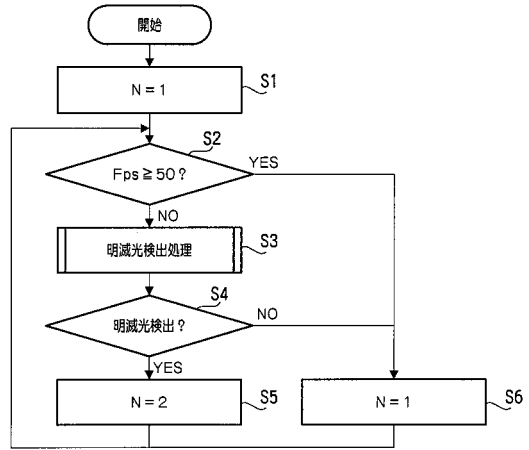 開始
N=1
S1
S2
Fps≧50?
YES
NO
明滅光検出処理
S3
S4
明滅光検出?
NO
YES
N=2
S5
N=1
S6